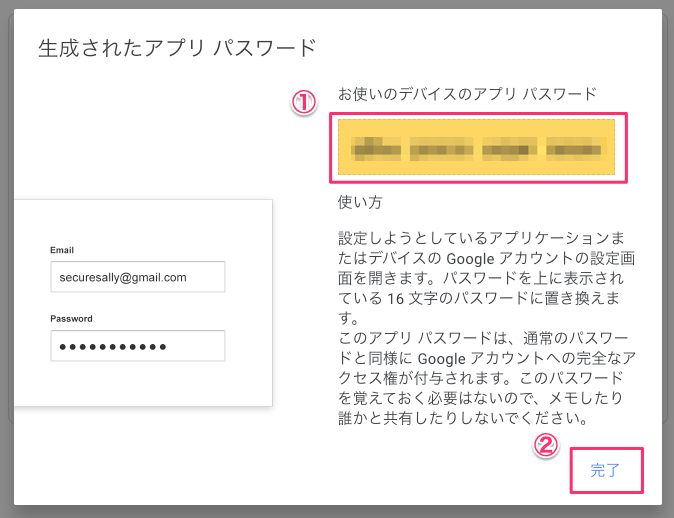 生成されたアプリ パスワード
①
お使いのデバイスのアプリ パスワード
使い方
設定しようとしているアプリケーションま
たはデバイスの Google アカウントの設定画
面を開きます。パスワードを上に表示され
ている 16 文字のパスワードに置き換えま
す。
このアプリ パスワードは、通常のパスワー
ドと同様に Google アカウントへの完全なア
クセス権が付与されます。このパスワード
を覚えておく必要はないので、メモしたり
誰かと共有したりしないでください。
Email
securesally@gmail.com
Password
●●●●●●●●●●●
②
完了